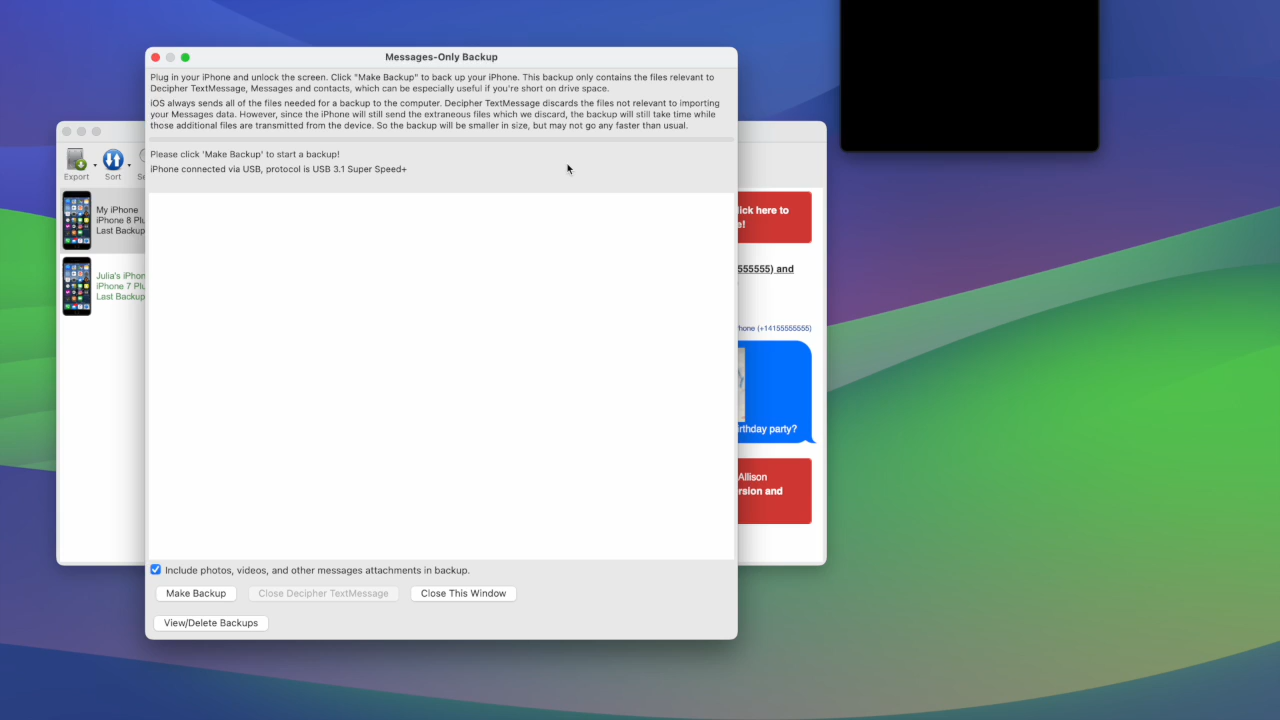 Messages-Only Backup
Plug in your iPhone and unlock the screen. Click "Make Backup" to back up your iPhone. This backup only contains the files relevant to
Decipher TextMessage, Messages and contacts, which can be especially useful if you're short on drive space.
iOS always sends all of the files needed for a backup to the computer. Decipher TextMessage discards the files not relevant to importing
your Messages data. However, since the iPhone will still send the extraneous files which we discard, the backup will still take time while
those additional files are transmitted from the device. So the backup will be smaller in size, but may not go any faster than usual.
Please click 'Make Backup' to start a backup!
iPhone connected via USB, protocol is USB 3.1 Super Speed+
Export
Sort
My iPhone
iPhone 8 Plu
Last Backup
Julia's iPhon
iPhone 7 Plu
Last Backup
lick here to
e!
555555) and
hone (+14155555555)
irthday party?
Allison
rsion and
Include photos, videos, and other messages attachments in backup.
Make Backup
Close Decipher TextMessage
Close This Window
View/Delete Backups